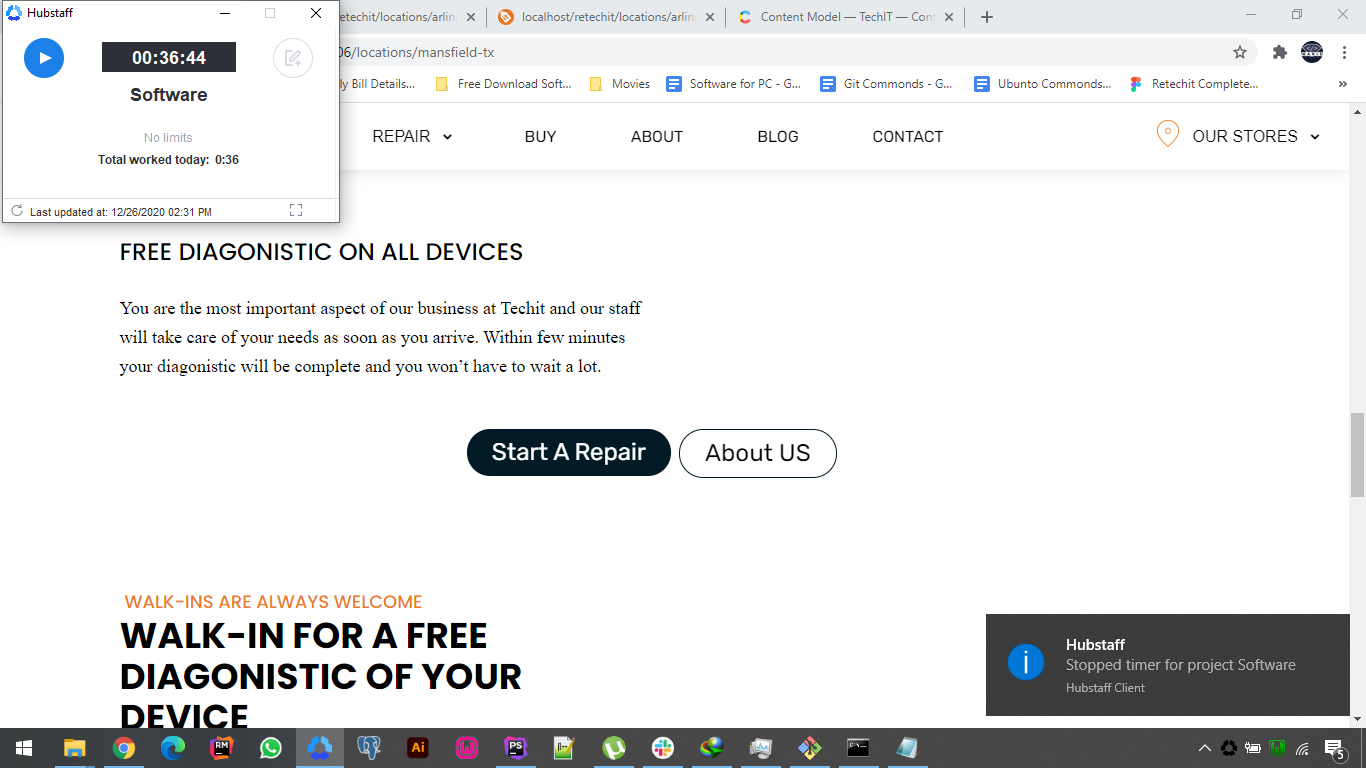 Hubstaff
00:36:44
Software
No limits
Total worked today: 0:36
Last updated at: 12/26/2020 02:31 PM
retechit/locations/arlin
localhost/retechit/locations/arlin
Content Model — TechIT — Cont
06/locations/mansfield-tx
ly Bill Details...
Free Download Soft...
Movies
Software for PC - G...
Git Commonds - G...
Ubunto Commonds...
Retechit Complete...
REPAIR
BUY
ABOUT
BLOG
CONTACT
OUR STORES
FREE DIAGONISTIC ON ALL DEVICES
You are the most important aspect of our business at Techit and our staff
will take care of your needs as soon as you arrive. Within few minutes
your diagonistic will be complete and you won’t have to wait a lot.
Start A Repair
About US
WALK-INS ARE ALWAYS WELCOME
WALK-IN FOR A FREE
DIAGONISTIC OF YOUR
DEVICE
Hubstaff
Stopped timer for project Software
Hubstaff Client
RM
Ai
PS
5